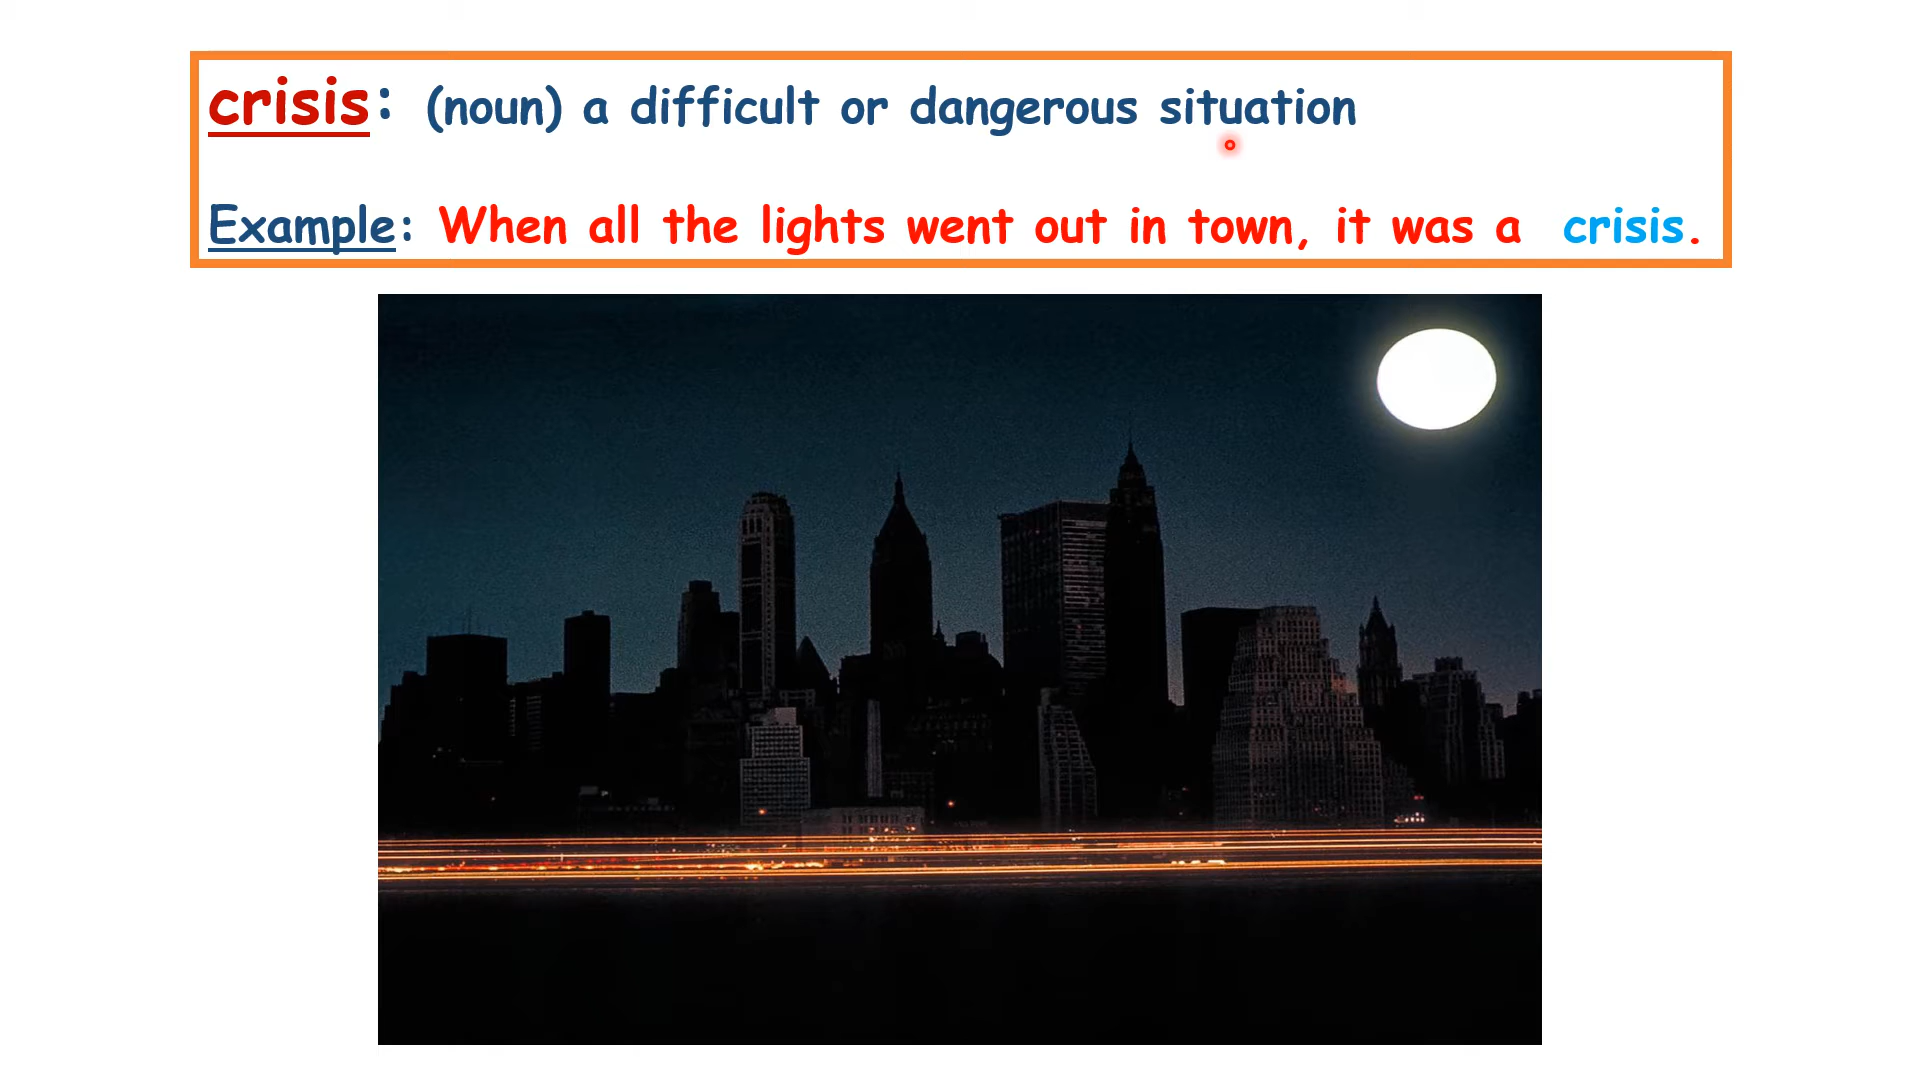 crisis: (noun) a difficult or dangerous situation
Example: When all the lights went out in town, it was a crisis.